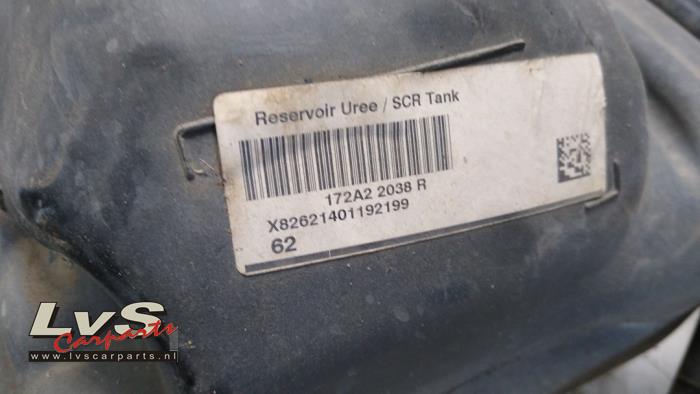 Reservoir Uree / SCR Tank
172A2 2038 R
X82621401192199
62
LvS
Carparts
www.lvscarparts.nl